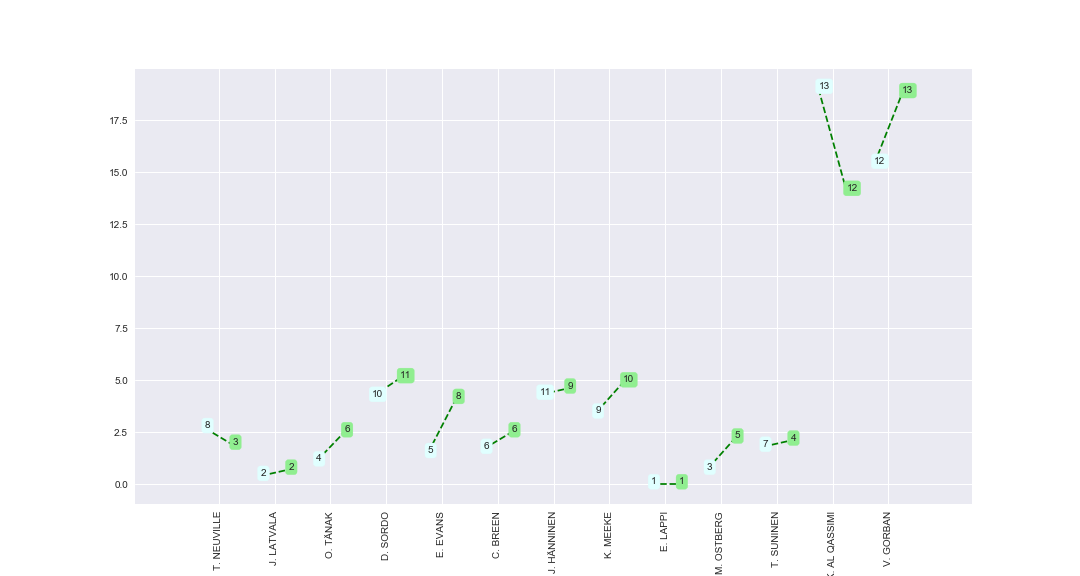 13
13
17.5
12
15.0
12
12.5
10.0
7.5
11
5.0
10
9
10
11
8
9
8
3
6
6
5
2.5
4
5
6
7
4
2
2
3
1
1
0.0
T. NEUVILLE
J. LATVALA
O. TÄNAK
D. SORDO
E. EVANS
C. BREEN
J. HÄNNINEN
K. MEEKE
E. LAPPI
M. OSTBERG
T. SUNINEN
K. AL QASSIMI
V. GORBAN